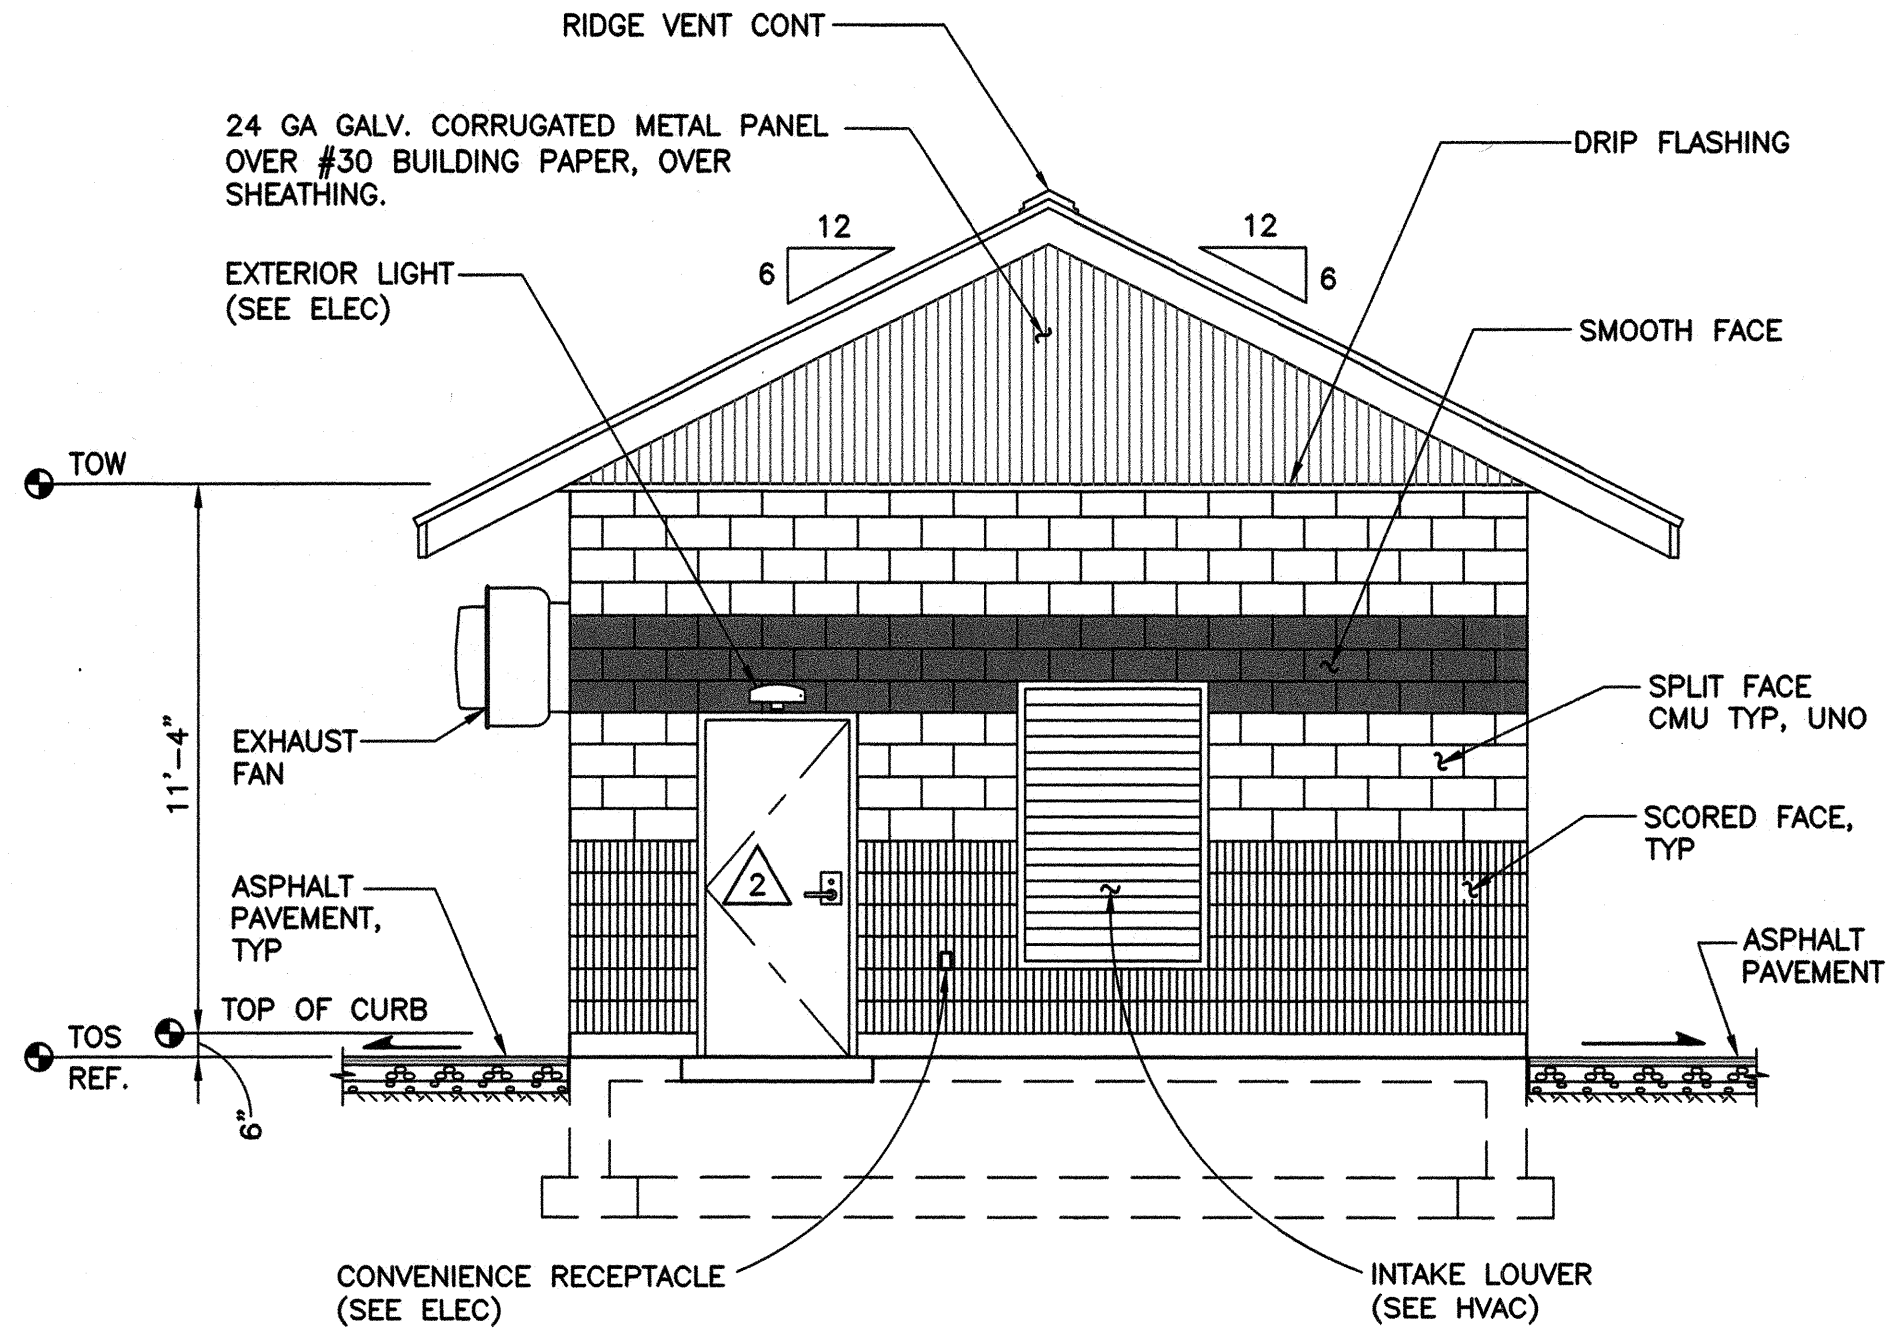 RIDGE VENT CONT
24 GA GALV. CORRUGATED METAL PANEL
OVER #30 BUILDING PAPER, OVER
SHEATHING.
DRIP FLASHING
12
6
12
6
EXTERIOR LIGHT
(SEE ELEC)
SMOOTH FACE
TOW
SPLIT FACE
CMU TYP, UNO
EXHAUST
FAN
11'-4"
SCORED FACE,
TYP
2
ASPHALT
PAVEMENT,
TYP
ASPHALT
PAVEMENT
TOP OF CURB
TOS
REF.
6"
CONVENIENCE RECEPTACLE
(SEE ELEC)
INTAKE LOUVER
(SEE HVAC)